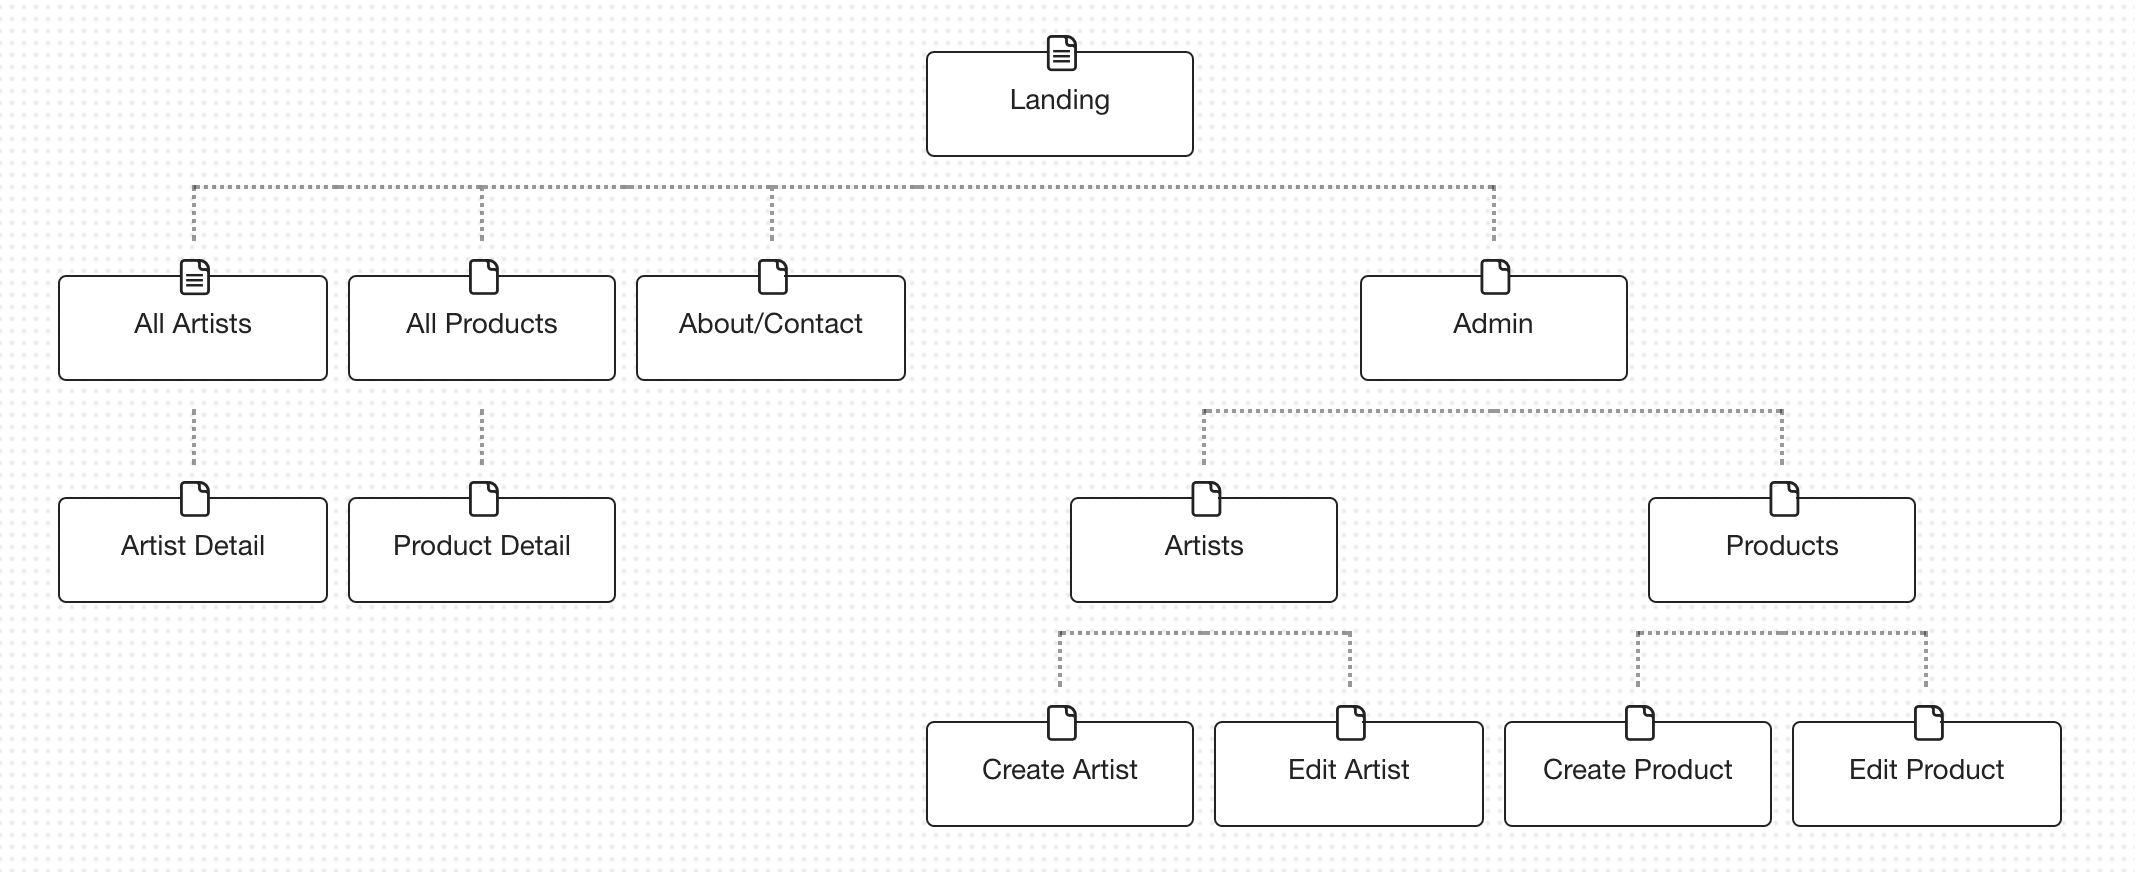 Landing
All Artists
All Products
About/Contact
Admin
Artist Detail
Product Detail
Artists
Products
Create Artist
Edit Artist
Create Product
Edit Product